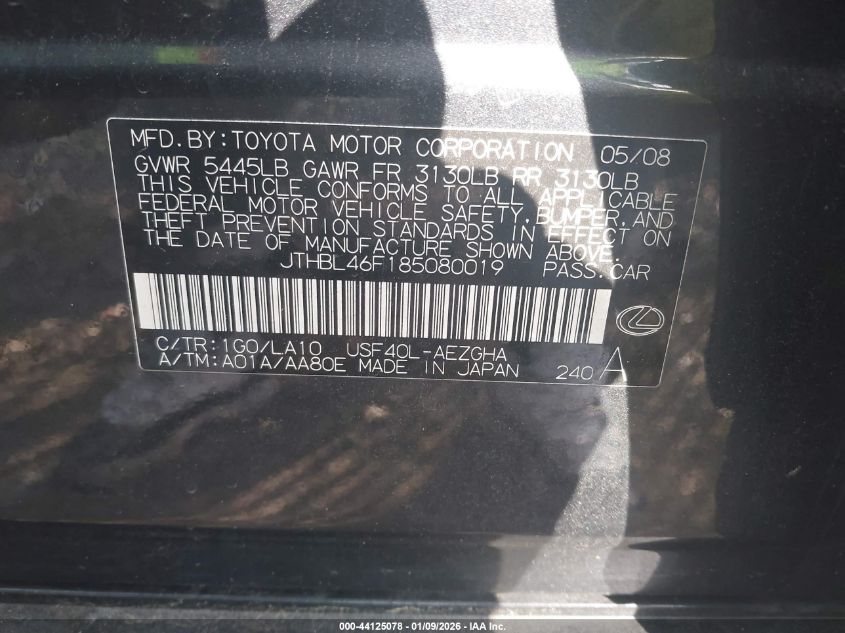 MFD.BY:TOYOTA MOTOR CORPORATION 05/08
GVWR 5445LB GAWR FR 3130LB RR 3130LB
THIS VEHICLE CONFORMS TO ALL APPLICABLE
FEDERAL MOTOR VEHICLE SAFETY,BUMPER,AND
THEFT PREVENTION STANDARDS IN EFFECT ON
THE DATE OF MANUFACTURE SHOWN ABOVE.
JTHBL46F185080019 PASS.CAR
C/TR:1G0/LA10 USF40L-AEZGHA
A/TM:A01A/AA80E MADE IN JAPAN 240 A
000-44125078 - 01/09/2026 - IAA Inc.